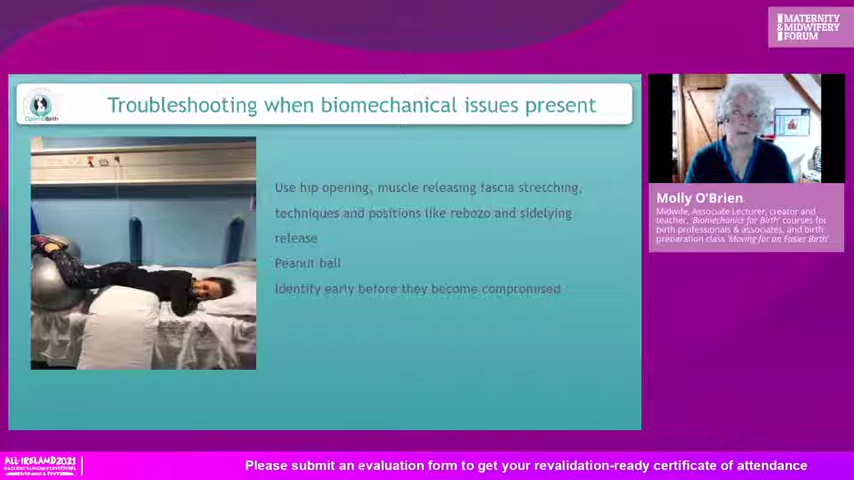 MATERNITY
& MIDWIFERY
FORUM
Troubleshooting when biomechanical issues present
Use hip opening, muscle releasing fascia stretching,
techniques and positions like rebozo and sidelying
release
Peanut ball
Identify early before they become compromised
Molly O'Brien
Midwife, Associate Lecturer, creator and
teacher, 'Biomechanics for Birth' courses for
birth professionals & associates, and birth
preparation class 'Moving for an Easier Birth'...
ALL-IRELAND2021
Please submit an evaluation form to get your revalidation-ready certificate of attendance